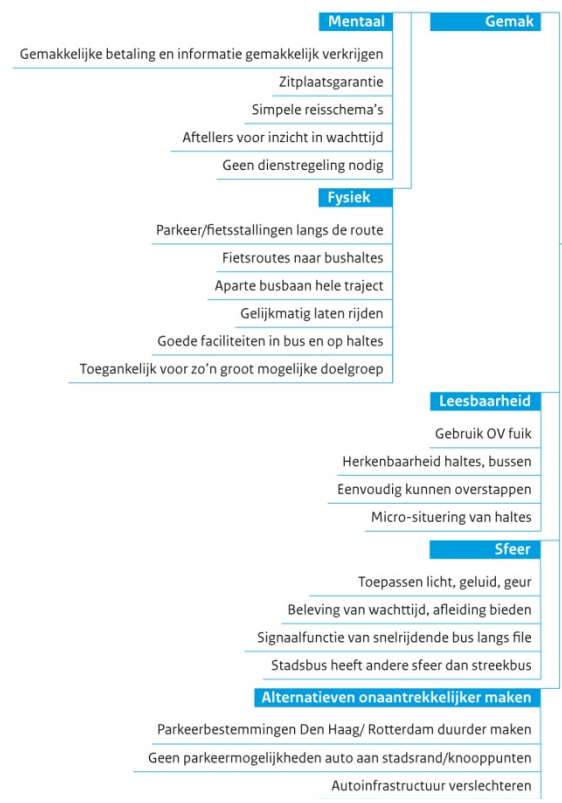 Mentaal
Gemak
Gemakkelijke betaling en informatie gemakkelijk verkrijgen
Zitplaatsgarantie
Simpele reisschema's
Aftellers voor inzicht in wachttijd
Geen dienstregeling nodig
Fysiek
Parkeer/fietsstallingen langs de route
Fietsroutes naar bushaltes
Aparte busbaan hele traject
Gelijkmatig laten rijden
Goede faciliteiten in bus en op haltes
Toegankelijk voor zo'n groot mogelijke doelgroep
Leesbaarheid
Gebruik OV fuik
Herkenbaarheid haltes, bussen
Eenvoudig kunnen overstappen
Micro-situering van haltes
Sfeer
Toepassen licht, geluid, geur
Beleving van wachttijd, afleiding bieden
Signaalfunctie van snelrijdende bus langs file
Stadsbus heeft andere sfeer dan streekbus
Alternatieven onaantrekkelijker maken
Parkeerbestemmingen Den Haag/ Rotterdam duurder maken
Geen parkeermogelijkheden auto aan stadsrand/knooppunten
Autoinfrastructuur verslechteren